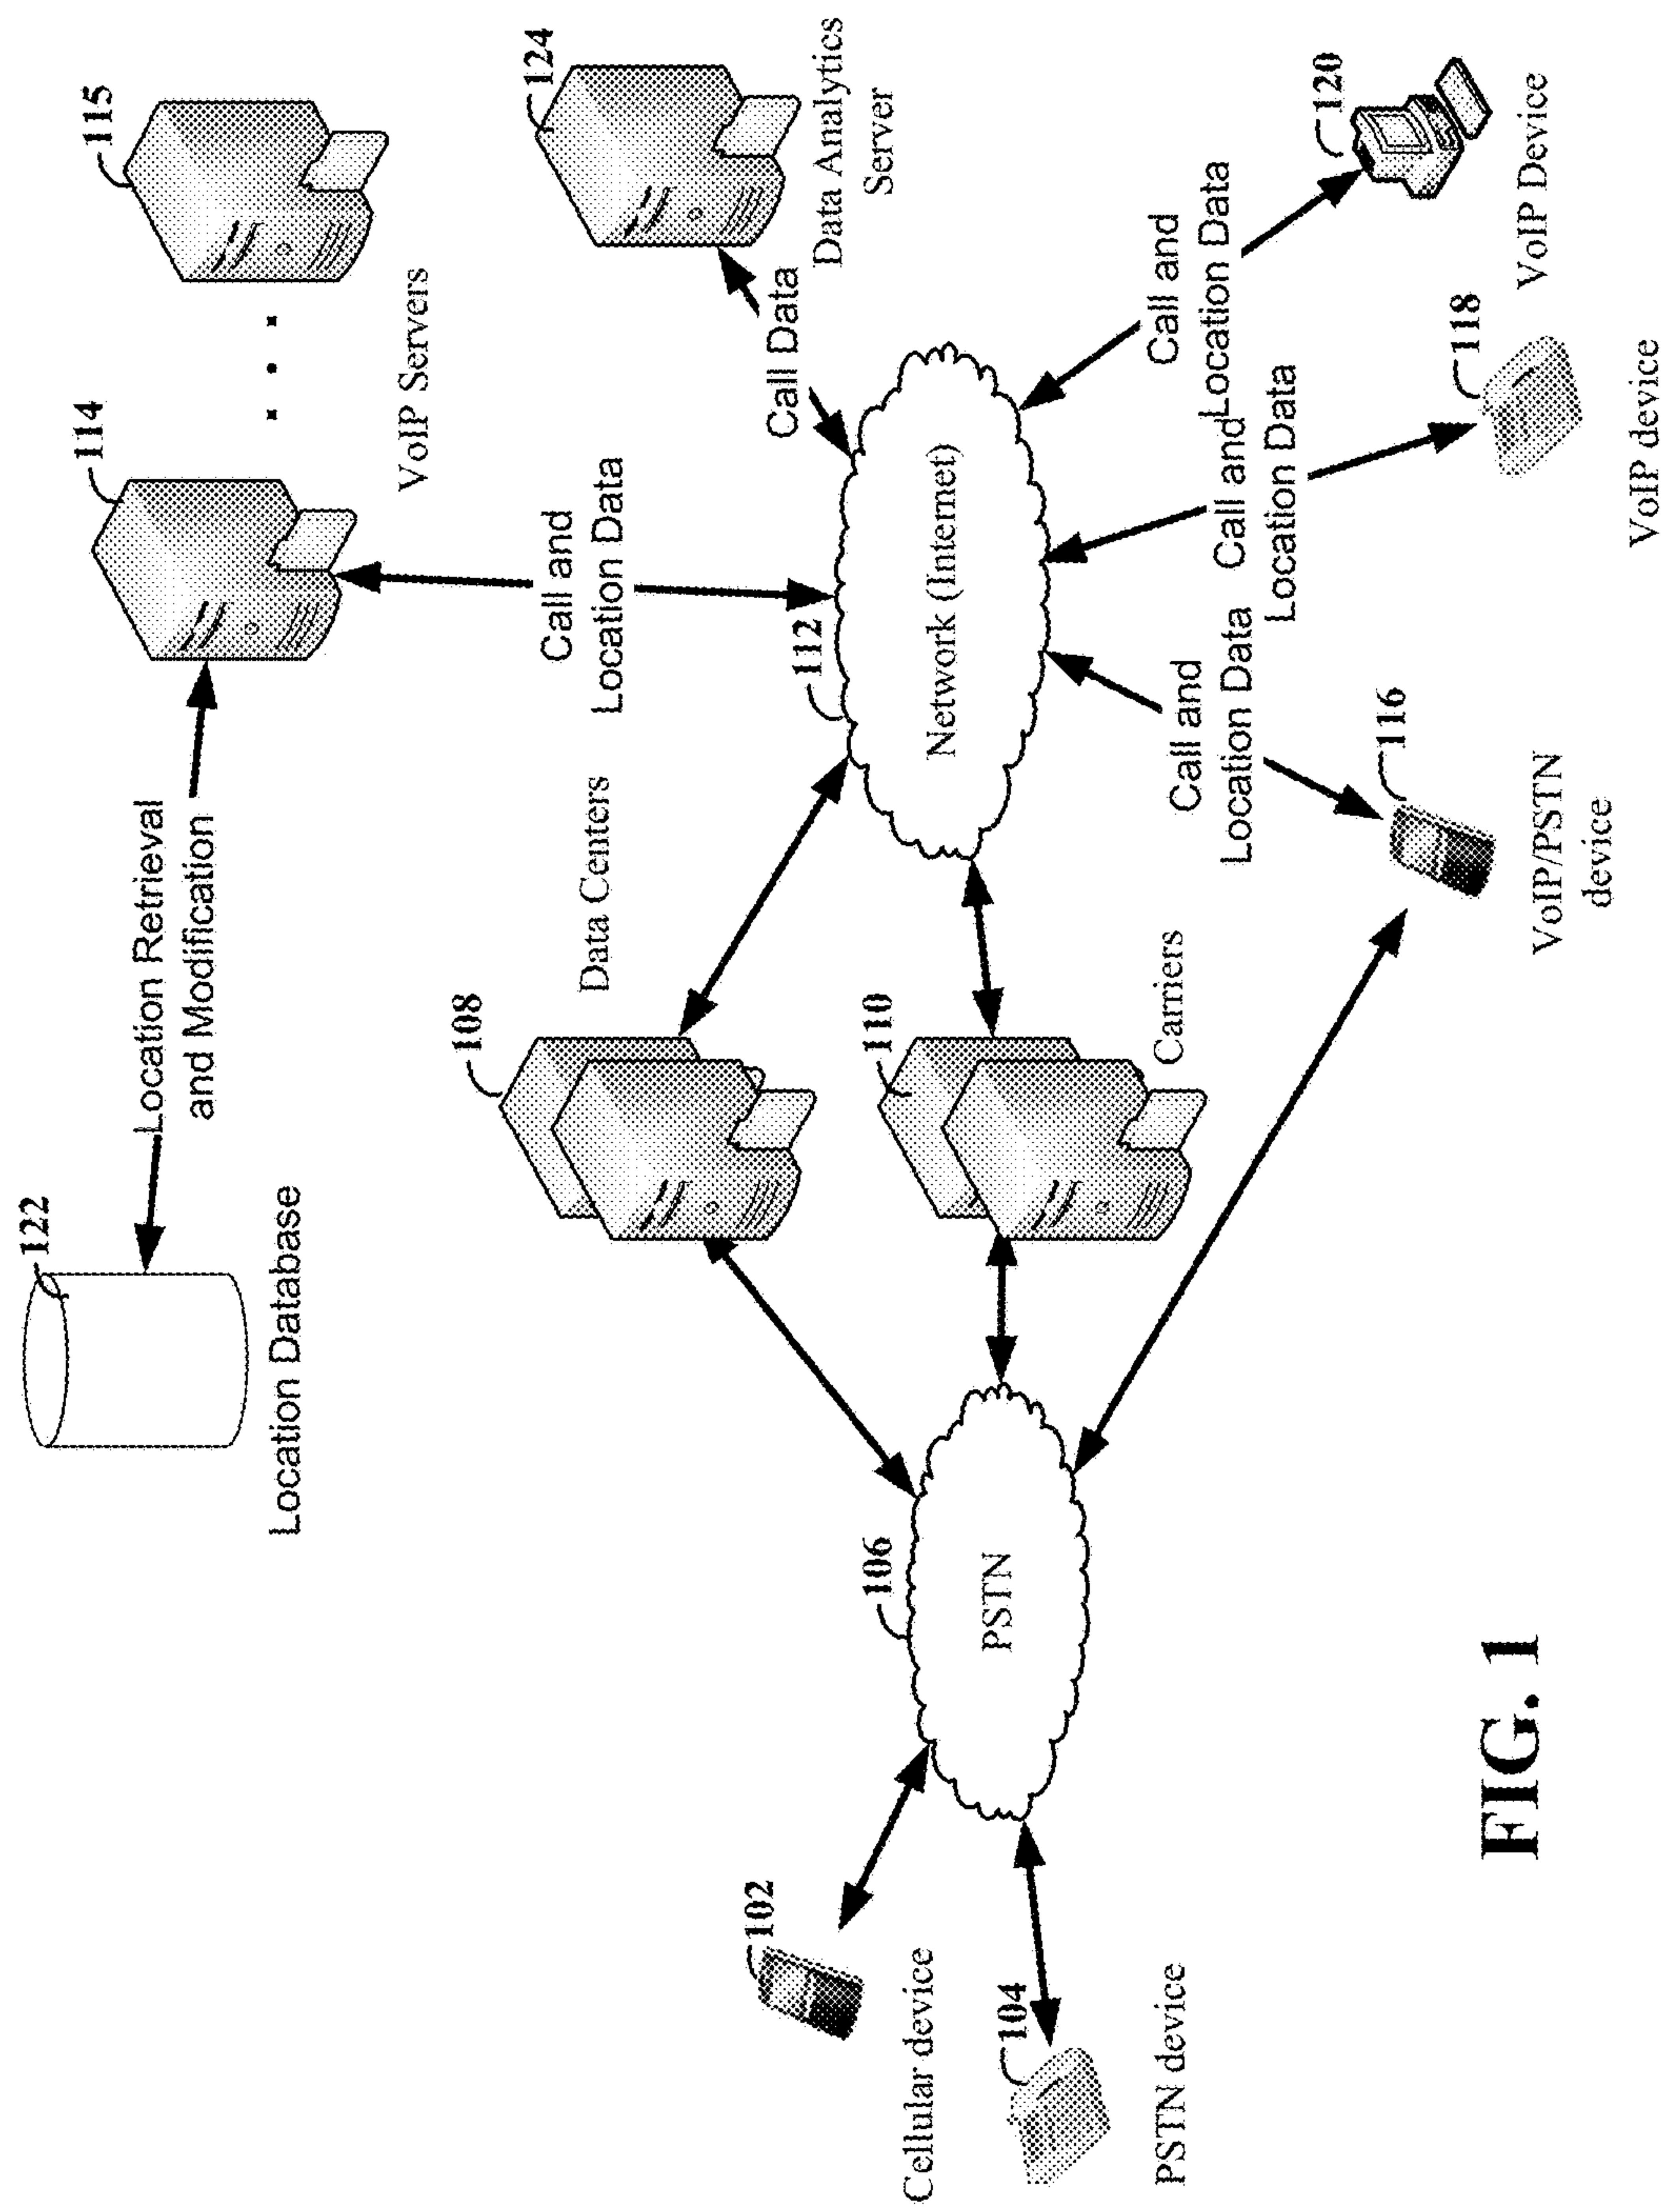 122
Location Database
Location Retrieval
and Modification
114
115
VoIP Servers
Call and
Location Data
124
Data Analytics
Server
Call Data
108
Data Centers
112
Network (Internet)
110
Carriers
106
PSTN
102
Cellular device
104
PSTN device
Call and
Location Data
116
VoIP/PSTN
device
Call and
Location Data
118
VoIP device
Call and
Location Data
120
VoIP Device
FIG. 1